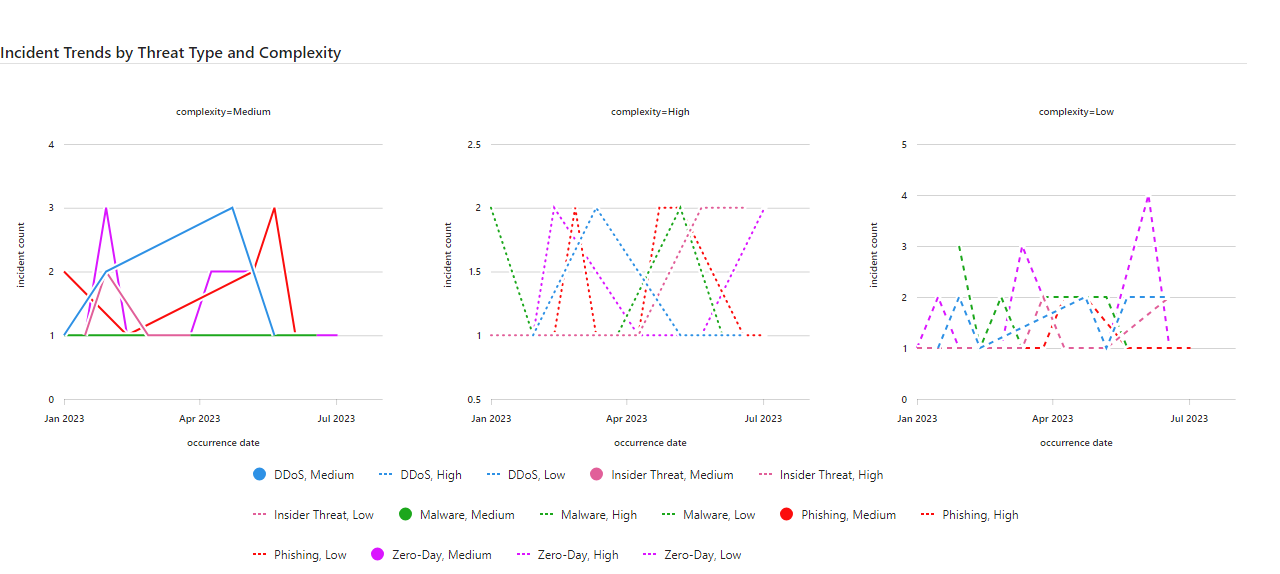 Incident Trends by Threat Type and Complexity
complexity=Medium
complexity=High
complexity=Low
4
3
2
1
0
incident count
Jan 2023
Apr 2023
Jul 2023
occurrence date
2.5
2
1.5
1
0.5
incident count
Jan 2023
Apr 2023
Jul 2023
occurrence date
5
4
3
2
1
0
incident count
Jan 2023
Apr 2023
Jul 2023
occurrence date
DDoS, Medium DDoS, High DDoS, Low Insider Threat, Medium Insider Threat, High
Insider Threat, Low Malware, Medium Malware, High Malware, Low Phishing, Medium Phishing, High
Phishing, Low Zero-Day, Medium Zero-Day, High Zero-Day, Low